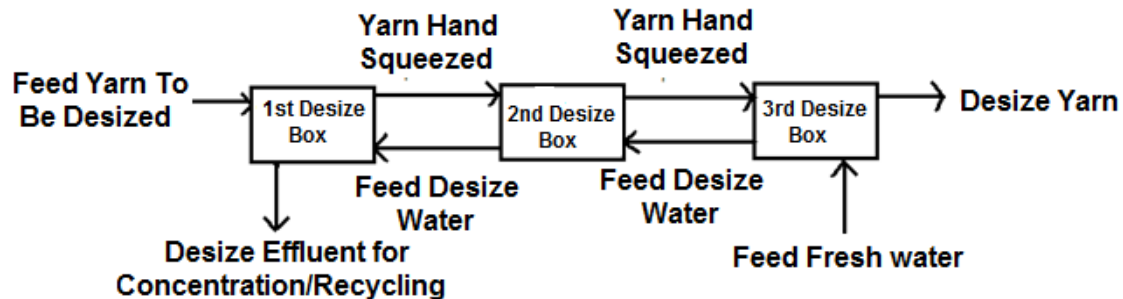 Yarn Hand
Squeezed
Yarn Hand
Squeezed
Feed Yarn To
Be Desized
1st Desize
Box
2nd Desize
Box
3rd Desize
Box
Desize Yarn
Feed Desize
Water
Feed Desize
Water
Desize Effluent for
Concentration/Recycling
Feed Fresh water